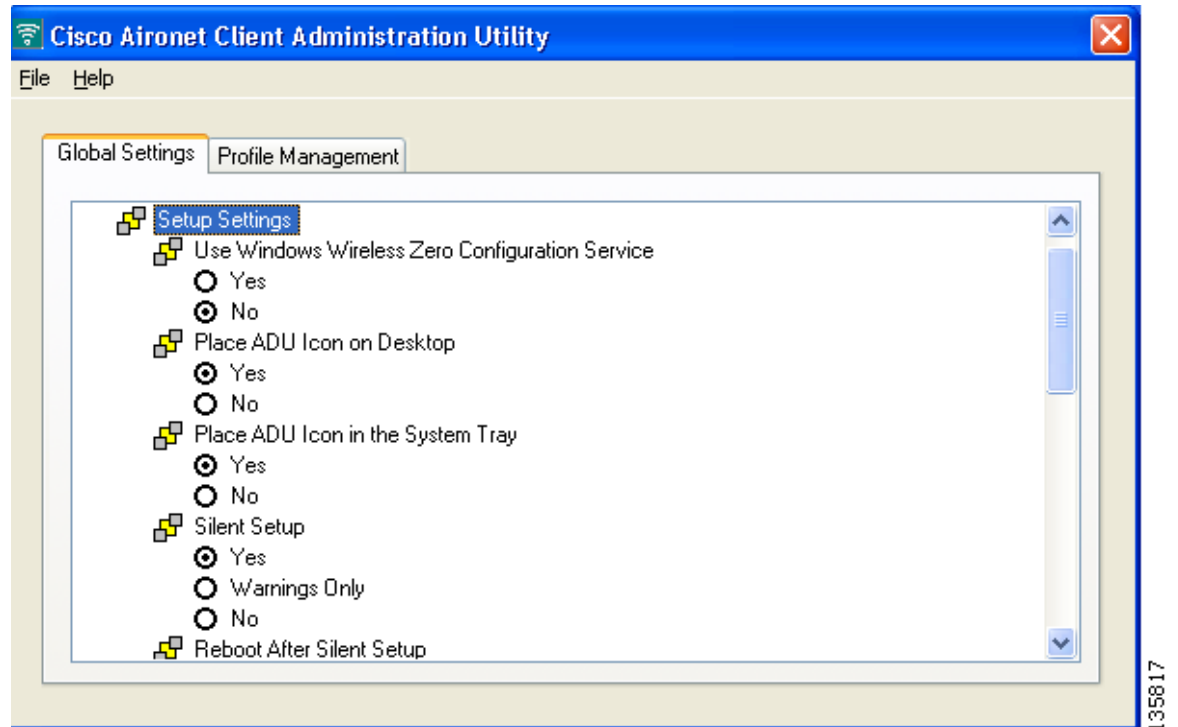 Cisco Aironet Client Administration Utility
File Help
Global Settings Profile Management
Setup Settings
Use Windows Wireless Zero Configuration Service
Yes
No
Place ADU Icon on Desktop
Yes
No
Place ADU Icon in the System Tray
Yes
No
Silent Setup
Yes
Warnings Only
No
Reboot After Silent Setup
135817